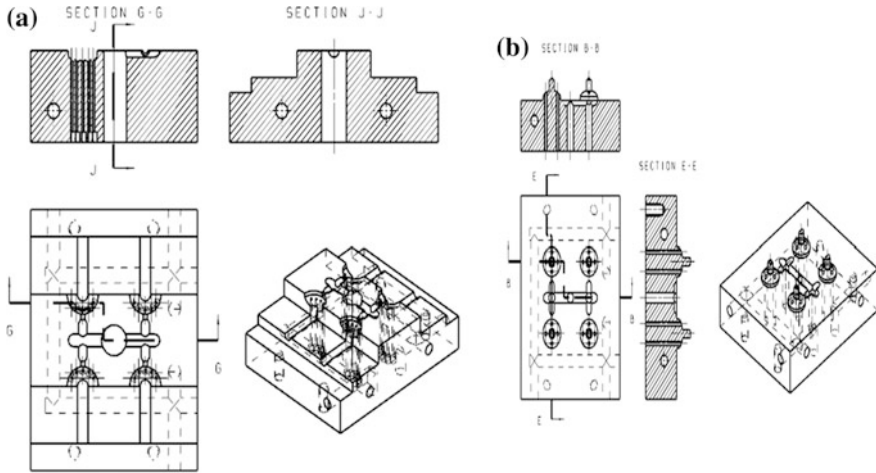 (a)
SECTION G-G
SECTION J-J
J
J
G
G
(b)
SECTION B-B
SECTION E-E
E
B
B
E